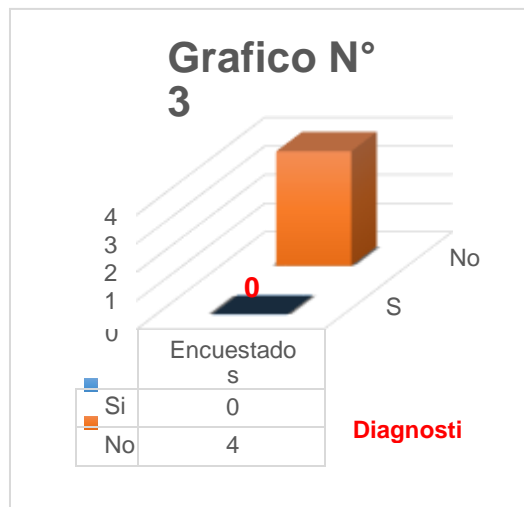 Grafico N°
3
4
3
2
1
0
0
No
S
Encuestado
s
Si 0
No 4
Diagnosti